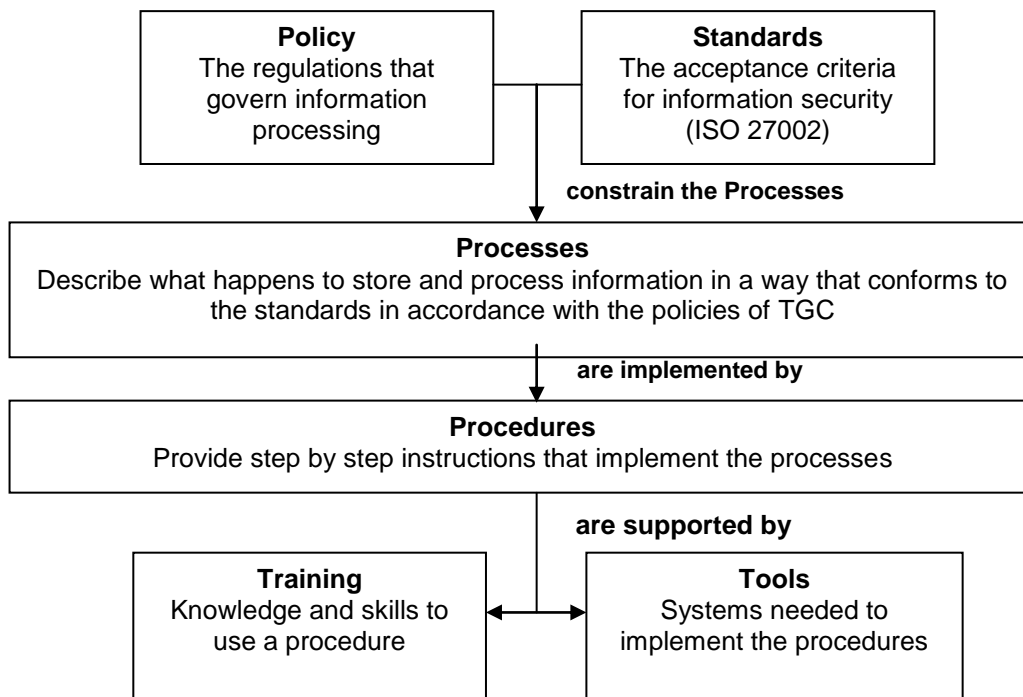 Policy
The regulations that
govern information
processing
Standards
The acceptance criteria
for information security
(ISO 27002)
constrain the Processes
Processes
Describe what happens to store and process information in a way that conforms to
the standards in accordance with the policies of TGC
are implemented by
Procedures
Provide step by step instructions that implement the processes
are supported by
Training
Knowledge and skills to
use a procedure
Tools
Systems needed to
implement the procedures